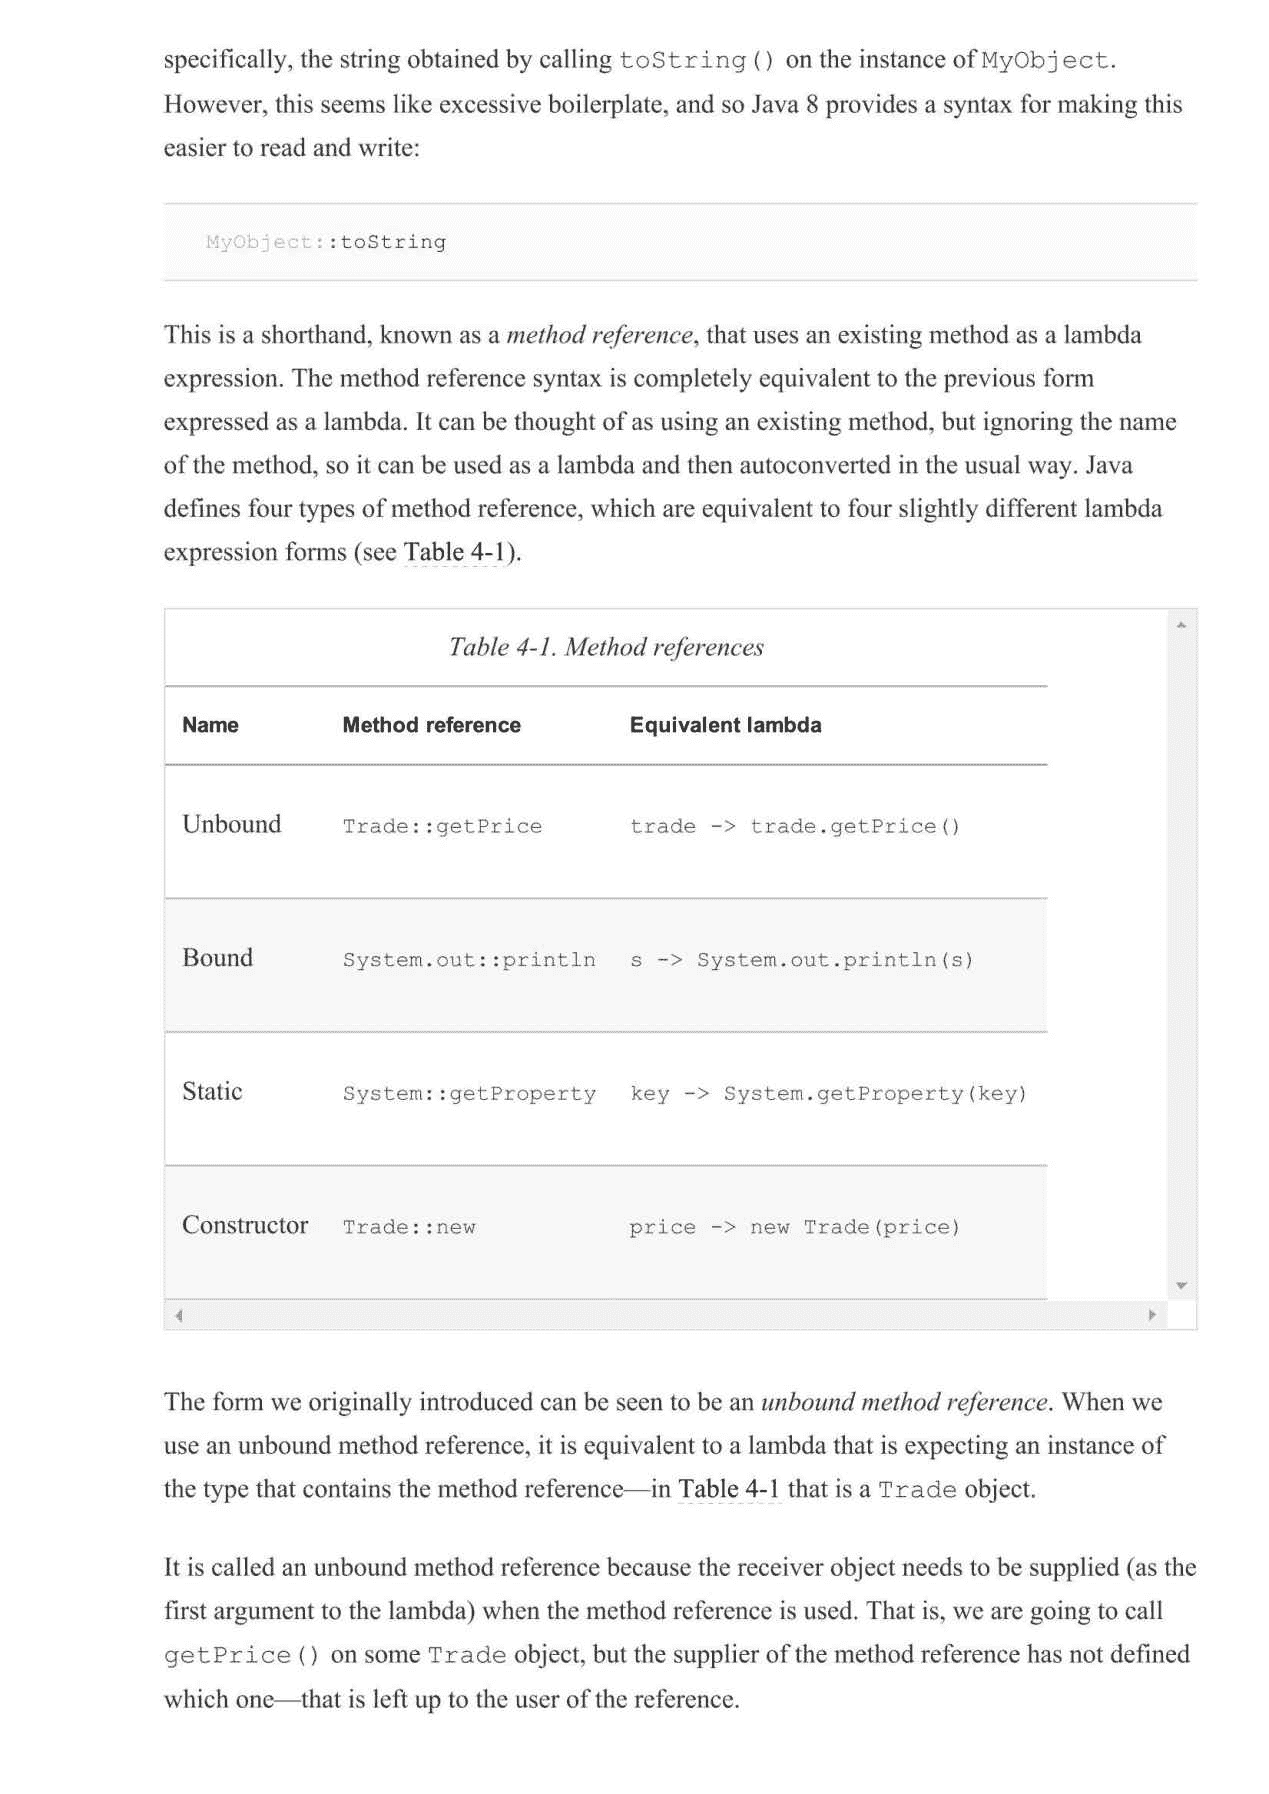 specifically, the string obtained by calling toString() on the instance of MyObject.
However, this seems like excessive boilerplate, and so Java 8 provides a syntax for making this
easier to read and write:
MyObject::toString
This is a shorthand, known as a method reference, that uses an existing method as a lambda
expression. The method reference syntax is completely equivalent to the previous form
expressed as a lambda. It can be thought of as using an existing method, but ignoring the name
of the method, so it can be used as a lambda and then autoconverted in the usual way. Java
defines four types of method reference, which are equivalent to four slightly different lambda
expression forms (see Table 4-1).
Table 4-1. Method references
Name Method reference Equivalent lambda
Unbound Trade::getPrice trade -> trade.getPrice()
Bound System.out::println s -> System.out.println(s)
Static System::getProperty key -> System.getProperty(key)
Constructor Trade::new price -> new Trade(price)
The form we originally introduced can be seen to be an unbound method reference. When we
use an unbound method reference, it is equivalent to a lambda that is expecting an instance of
the type that contains the method reference—in Table 4-1 that is a Trade object.
It is called an unbound method reference because the receiver object needs to be supplied (as the
first argument to the lambda) when the method reference is used. That is, we are going to call
getPrice() on some Trade object, but the supplier of the method reference has not defined
which one—that is left up to the user of the reference.